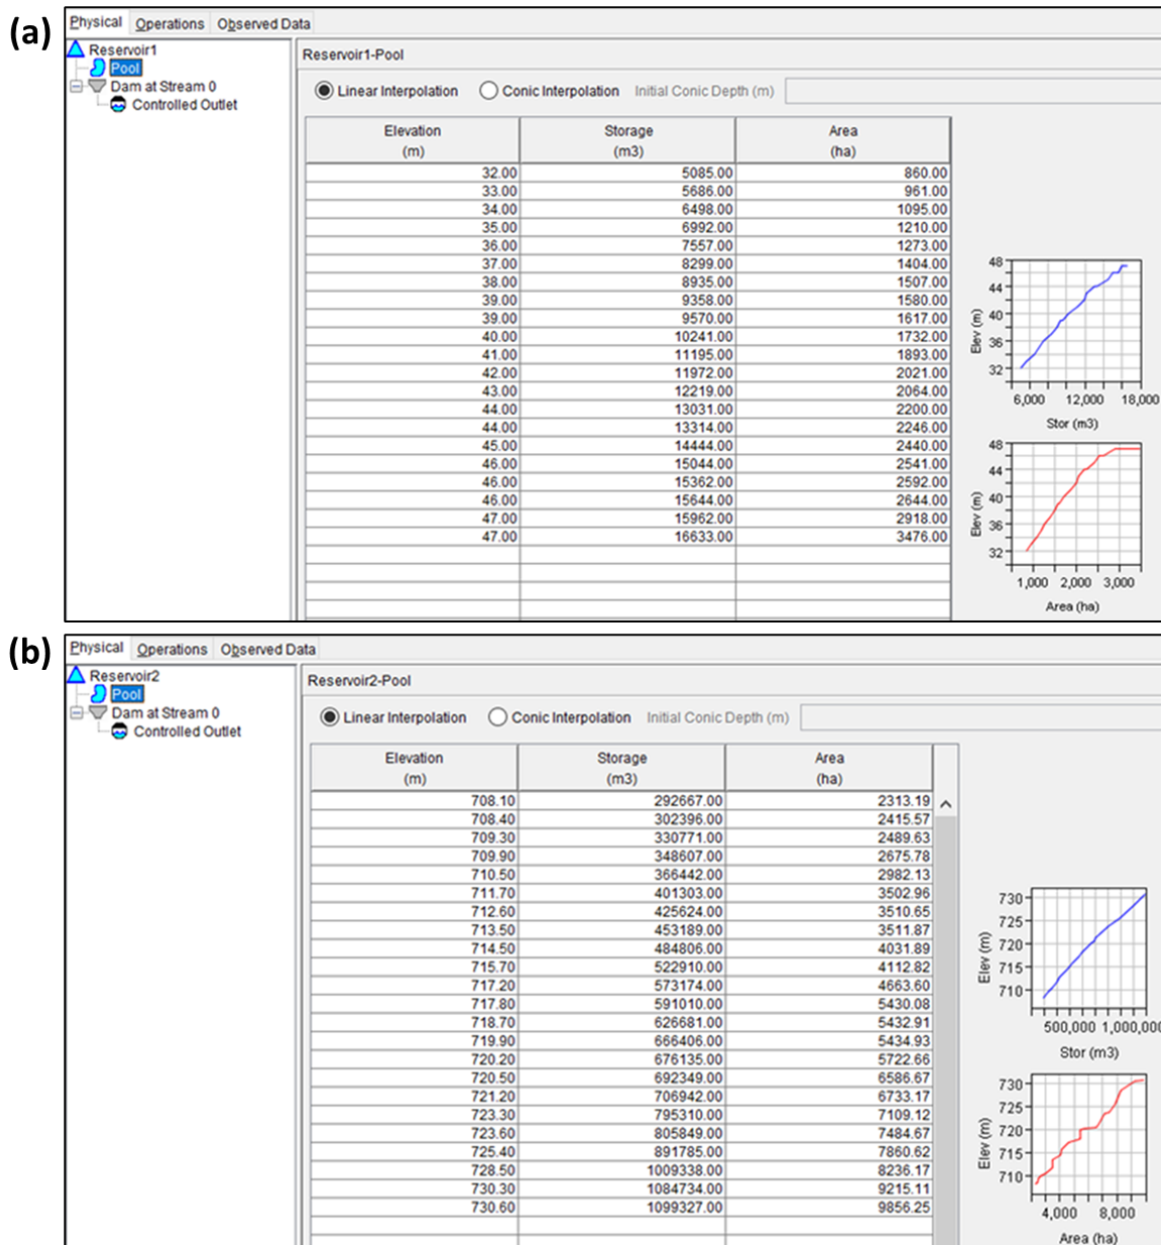 (a)
Physical Operations Observed Data
Reservoir1
Pool
Dam at Stream 0
Controlled Outlet
Reservoir1-Pool
Linear Interpolation Conic Interpolation Initial Conic Depth (m)
Elevation Storage Area
(m) (m3) (ha)
32.00 5085.00 860.00
33.00 5686.00 961.00
34.00 6498.00 1095.00
35.00 6992.00 1210.00
36.00 7557.00 1273.00
37.00 8299.00 1404.00
38.00 8935.00 1507.00
39.00 9358.00 1580.00
39.00 9570.00 1617.00
40.00 10241.00 1732.00
41.00 11195.00 1893.00
42.00 11972.00 2021.00
43.00 12219.00 2064.00
44.00 13031.00 2200.00
44.00 13314.00 2246.00
45.00 14444.00 2440.00
46.00 15044.00 2541.00
46.00 15362.00 2592.00
46.00 15644.00 2644.00
47.00 15962.00 2918.00
47.00 16633.00 3476.00
48
44
40
36
32
Elev (m)
6,000 12,000 18,000
Stor (m3)
48
44
40
36
32
Elev (m)
1,000 2,000 3,000
Area (ha)
(b)
Physical Operations Observed Data
Reservoir2
Pool
Dam at Stream 0
Controlled Outlet
Reservoir2-Pool
Linear Interpolation Conic Interpolation Initial Conic Depth (m)
Elevation Storage Area
(m) (m3) (ha)
708.10 292667.00 2313.19
708.40 302396.00 2415.57
709.30 330771.00 2489.63
709.90 348607.00 2675.78
710.50 366442.00 2982.13
711.70 401303.00 3502.96
712.60 425624.00 3510.65
713.50 453189.00 3511.87
714.50 484806.00 4031.89
715.70 522910.00 4112.82
717.20 573174.00 4663.60
717.80 591010.00 5430.08
718.70 626681.00 5432.91
719.90 666406.00 5434.93
720.20 676135.00 5722.66
720.50 692349.00 6586.67
721.20 706942.00 6733.17
723.30 795310.00 7109.12
723.60 805849.00 7484.67
725.40 891785.00 7860.62
728.50 1009338.00 8236.17
730.30 1084734.00 9215.11
730.60 1099327.00 9856.25
730
725
720
715
710
Elev (m)
500,000 1,000,000
Stor (m3)
730
725
720
715
710
Elev (m)
4,000 8,000
Area (ha)